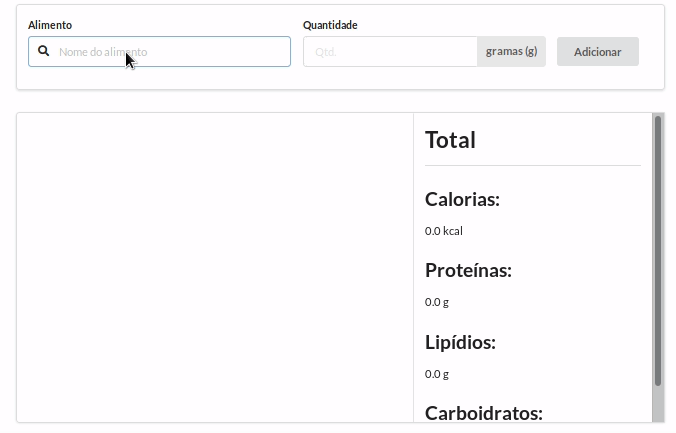 Alimento
Quantidade
Nome do alimento
Qtd.
gramas (g)
Adicionar
Total
Calorias:
0.0 kcal
Proteínas:
0.0 g
Lipídios:
0.0 g
Carboidratos: